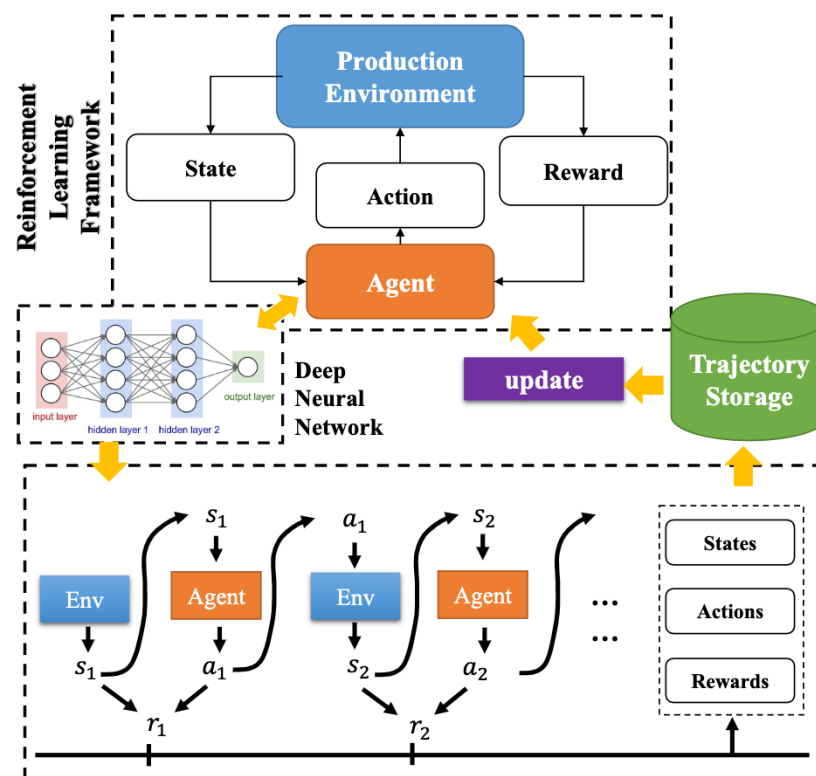 Reinforcement
Learning
Framework
Production
Environment
State
Action
Reward
Agent
input layer
hidden layer 1
hidden layer 2
output layer
Deep
Neural
Network
update
Trajectory
Storage
s₁
a₁
s₂
Env
Agent
Env
Agent
...
...
s₁
a₁
s₂
a₂
r₁
r₂
States
Actions
Rewards